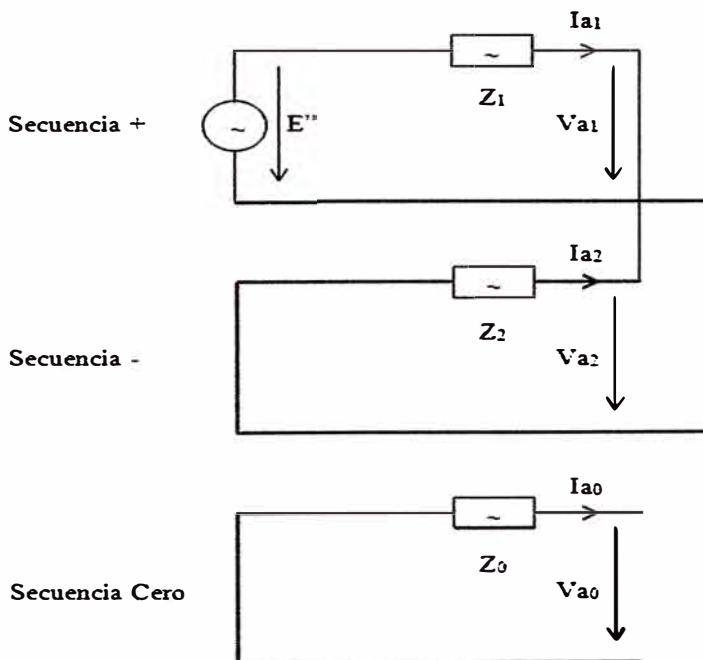 Ia1
~
Z1
Secuencia +
~
E"
Va1
Ia2
~
Z2
Secuencia -
Va2
Ia0
~
Z0
Secuencia Cero
Va0